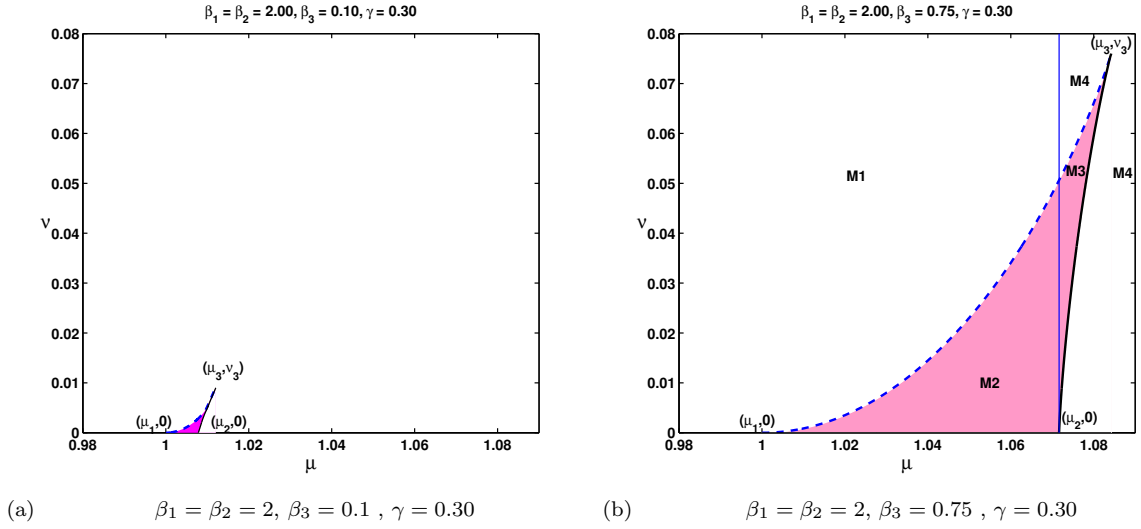 β₁ = β₂ = 2.00, β₃ = 0.10, γ = 0.30
0.08
0.07
0.06
0.05
0.04
0.03
0.02
0.01
0
ν
(μ₃,ν₃)
(μ₁,0)
(μ₂,0)
0.98 1 1.02 1.04 1.06 1.08
μ
(a) β₁ = β₂ = 2, β₃ = 0.1 , γ = 0.30
β₁ = β₂ = 2.00, β₃ = 0.75, γ = 0.30
0.08
0.07
0.06
0.05
0.04
0.03
0.02
0.01
0
ν
(μ₃,ν₃)
M4
M1
M3
M4
M2
(μ₁,0)
(μ₂,0)
0.98 1 1.02 1.04 1.06 1.08
μ
(b) β₁ = β₂ = 2, β₃ = 0.75 , γ = 0.30